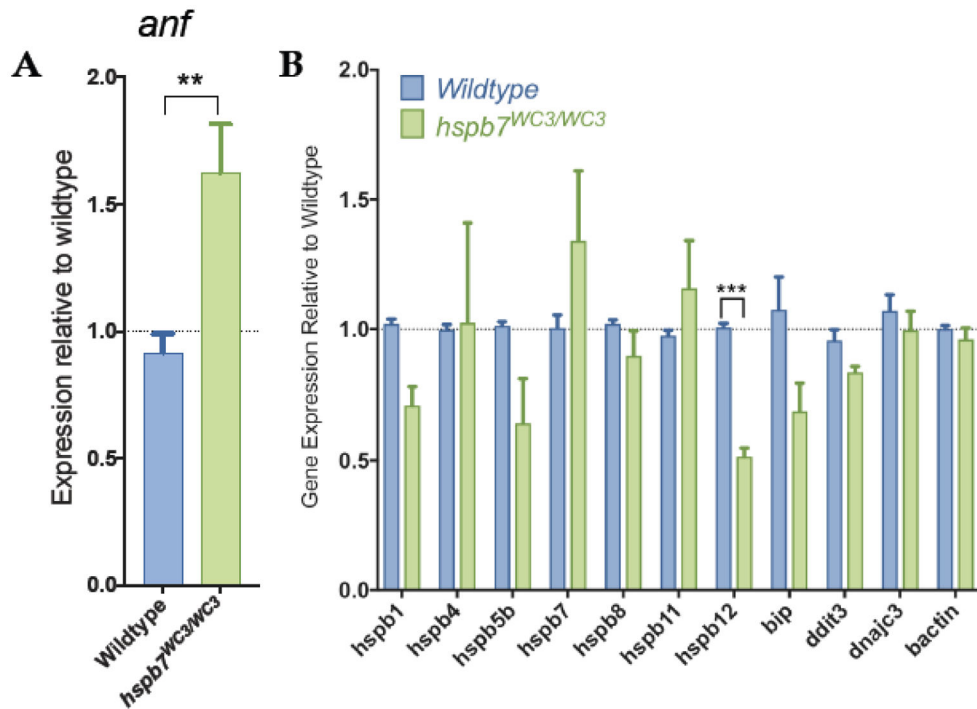 anf
A
**
Expression relative to wildtype
2.0
1.5
1.0
0.5
0.0
Wildtype
hspb7WC3/WC3
B
Wildtype
hspb7WC3/WC3
Gene Expression Relative to Wildtype
2.0
1.5
1.0
0.5
0.0
***
hspb1
hspb4
hspb5b
hspb7
hspb8
hspb11
hspb12
bip
ddit3
dnajc3
bactin